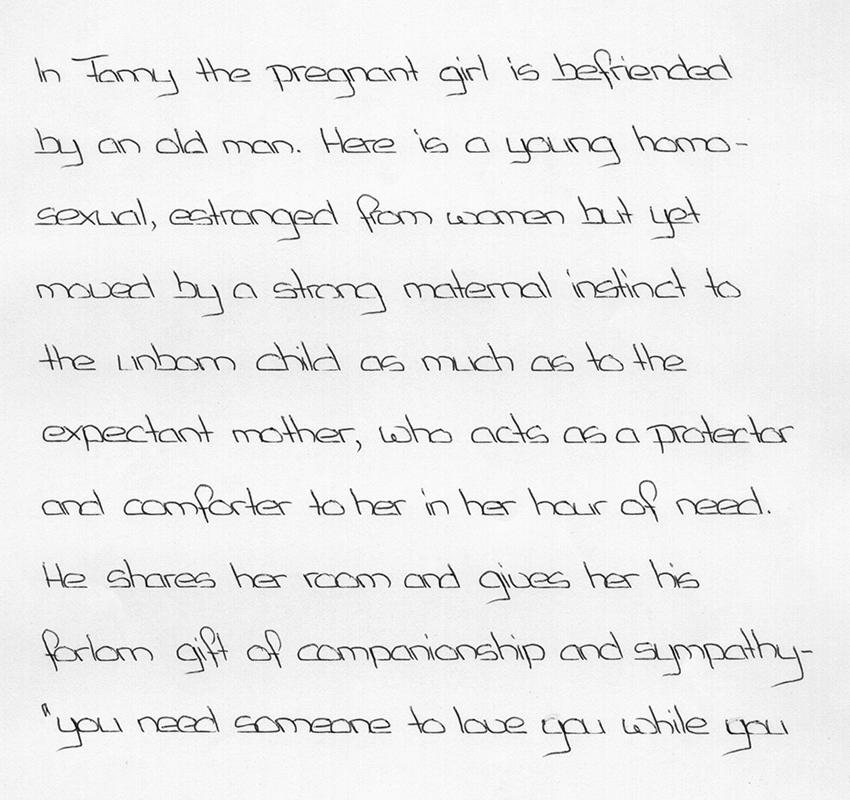 In Fanny the pregnant girl is befriended
by an old man. Here is a young homo-
sexual, estranged from women but yet
moved by a strong maternal instinct to
the unborn child as much as to the
expectant mother, who acts as a protector
and comforter to her in her hour of need.
He shares her room and gives her his
forlorn gift of companionship and sympathy-
"you need someone to love you while you